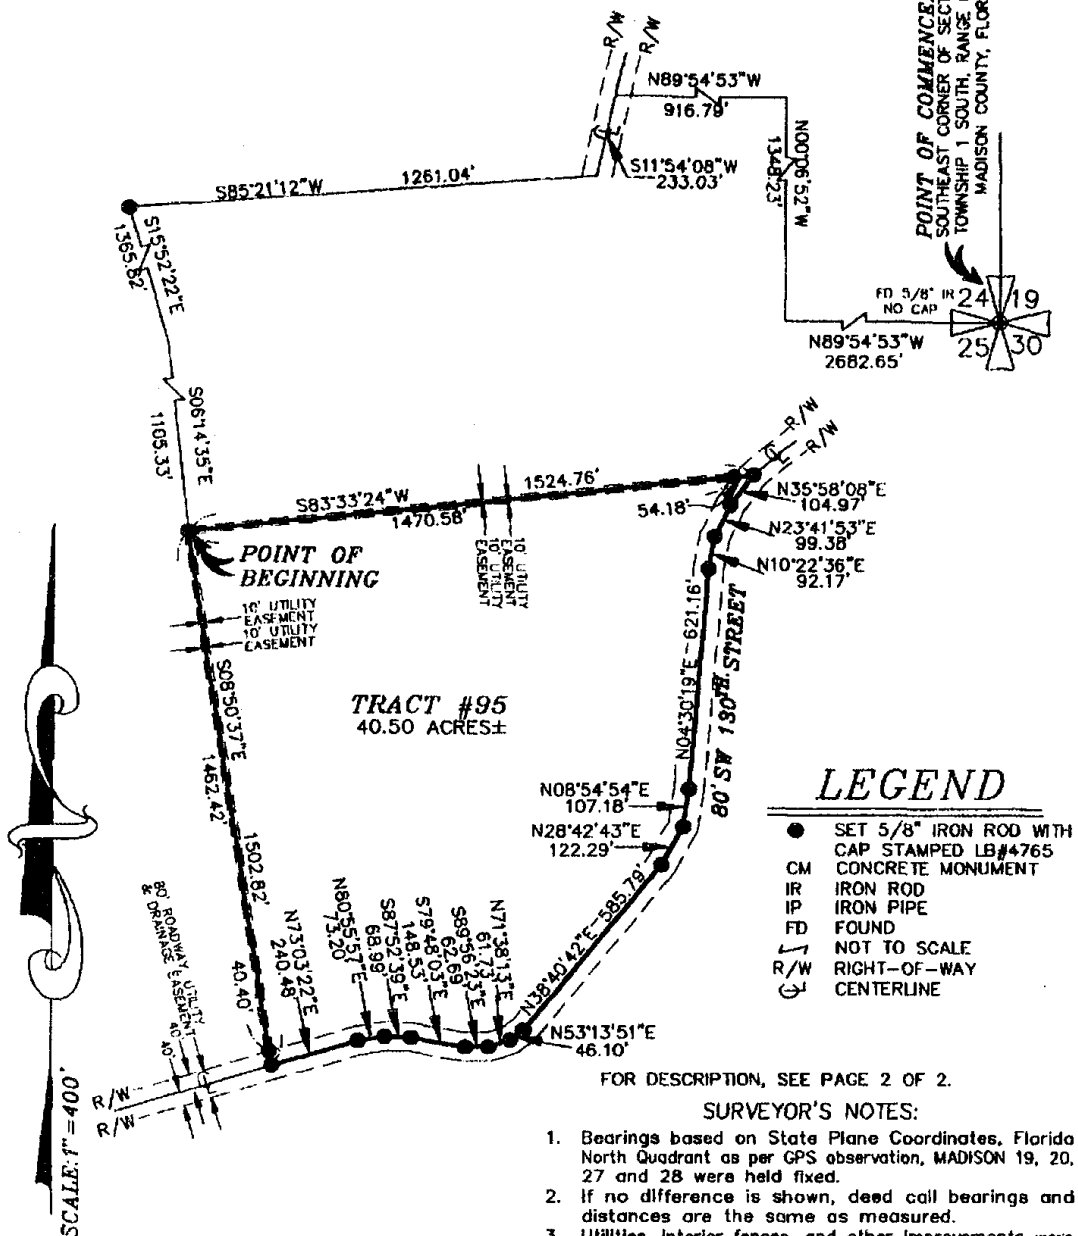 R/W
R/W
N89°54'53"W
916.79'
N00°06'52"W
1348.23'
S11°54'08"W
233.03'
S85°21'12"W
1261.04'
POINT OF COMMENCE
SOUTHEAST CORNER OF SECT
TOWNSHIP 1 SOUTH, RANGE
MADISON COUNTY, FLOR
FD 5/8" IR
NO CAP
24
19
25
30
N89°54'53"W
2682.65'
S15°52'22"E
1365.82'
S06°14'35"E
1105.33'
R/W
R/W
S83°33'24"W
1524.76'
1470.58'
54.18'
N35°58'08"E
104.97'
N23°41'53"E
99.38'
N10°22'36"E
92.17'
POINT OF
BEGINNING
10' UTILITY
EASEMENT
10' UTILITY
EASEMENT
10' UTILITY
EASEMENT
10' UTILITY
EASEMENT
N04°30'19"E
621.16'
80' SW 130TH STREET
TRACT #95
40.50 ACRES±
S08°50'37"E
1462.42'
1502.82'
40.40'
N08°54'54"E
107.18'
N28°42'43"E
122.29'
N38°40'42"E
585.79'
N53°13'51"E
46.10'
N71°38'13"E
61.73'
S89°56'23"E
62.69'
S79°48'03"E
148.53'
S87°52'39"E
68.99'
N80°55'57"E
73.20'
N73°03'22"E
240.48'
80' ROADWAY, UTILITY
& DRAINAGE EASEMENT
40'
40'
R/W
R/W
SCALE: 1" = 400'
LEGEND
SET 5/8" IRON ROD WITH
CAP STAMPED LB#4765
CM CONCRETE MONUMENT
IR IRON ROD
IP IRON PIPE
FD FOUND
NOT TO SCALE
R/W RIGHT-OF-WAY
CENTERLINE
FOR DESCRIPTION, SEE PAGE 2 OF 2.
SURVEYOR'S NOTES:
1. Bearings based on State Plane Coordinates, Florida
North Quadrant as per GPS observation, MADISON 19, 20,
27 and 28 were held fixed.
2. If no difference is shown, deed call bearings and
distances are the same as measured.
3. Utilities, interior fences, and other improvements were